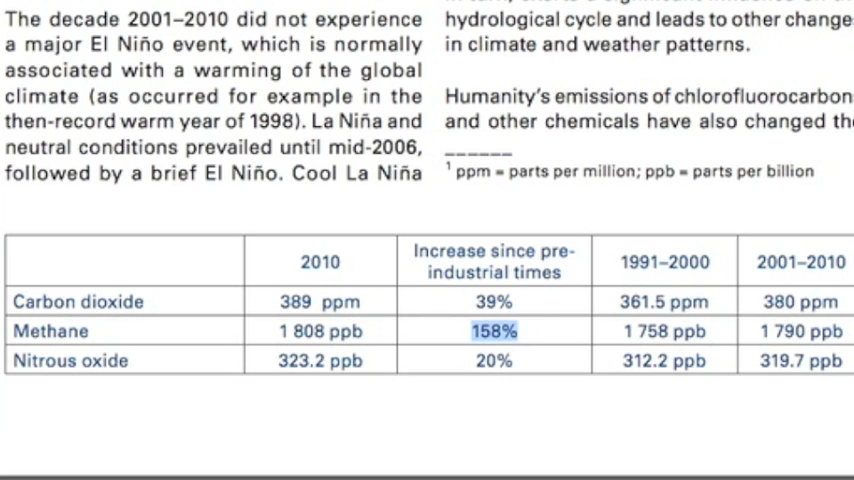 The decade 2001–2010 did not experience
a major El Niño event, which is normally
associated with a warming of the global
climate (as occurred for example in the
then-record warm year of 1998). La Niña and
neutral conditions prevailed until mid-2006,
followed by a brief El Niño. Cool La Niña
hydrological cycle and leads to other change
in climate and weather patterns.
Humanity's emissions of chlorofluorocarbon
and other chemicals have also changed the
1 ppm = parts per million; ppb = parts per billion
2010 Increase since pre-industrial times 1991–2000 2001–2010
Carbon dioxide 389 ppm 39% 361.5 ppm 380 ppm
Methane 1 808 ppb 158% 1 758 ppb 1 790 ppb
Nitrous oxide 323.2 ppb 20% 312.2 ppb 319.7 ppb